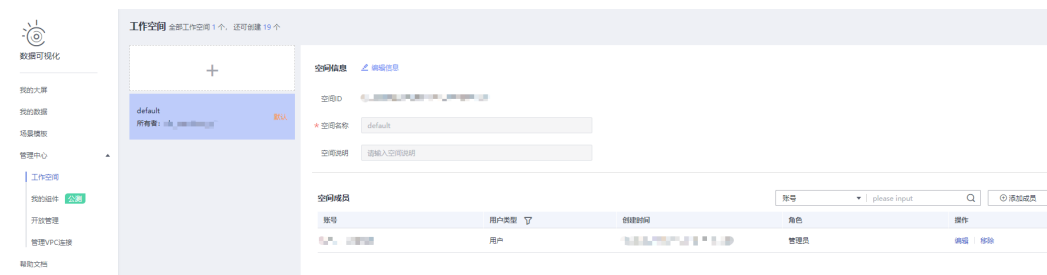 数据可视化
我的大屏
我的数据
场景模板
管理中心
工作空间
我的组件 公测
开放管理
管理VPC连接
帮助文档
工作空间 全部工作空间 1 个、 还可创建 19 个
+
default
所有者:
默认
空间信息 编辑信息
空间ID
* 空间名称 default
空间说明 请输入空间说明
空间成员 账号 please input 添加成员
账号 用户类型 创建时间 角色 操作
用户 管理员 编辑 | 移除